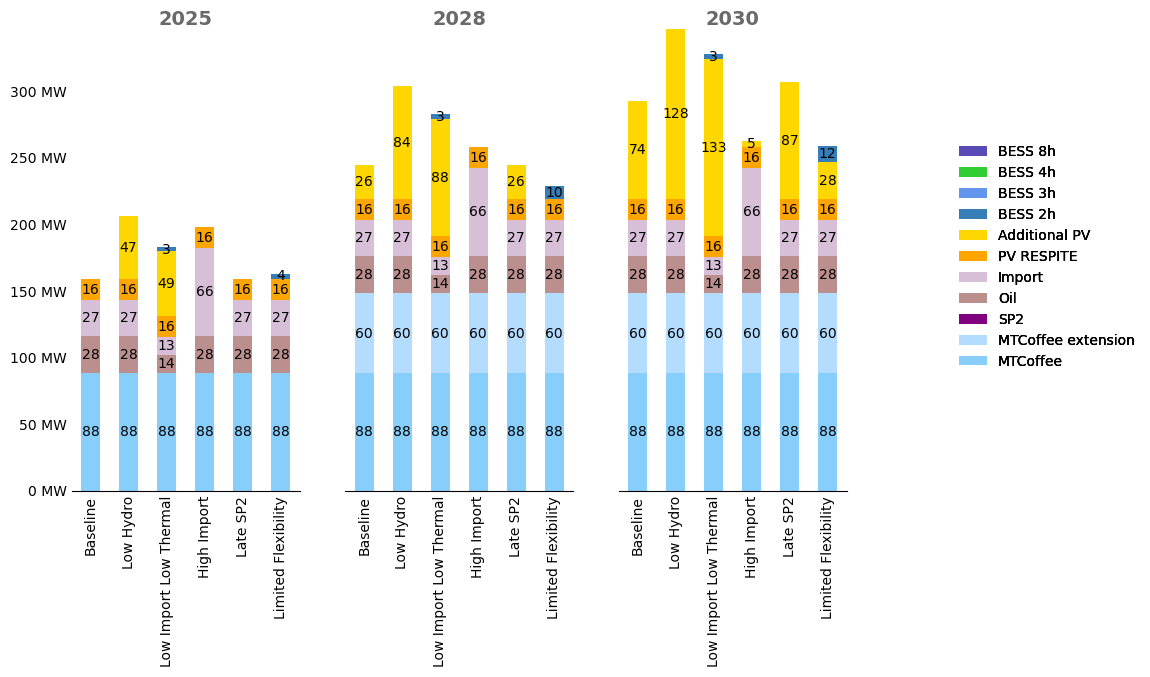 2025
2028
2030
300 MW
250 MW
200 MW
150 MW
100 MW
50 MW
0 MW
16
27
28
88
47
16
27
28
88
3
49
16
13
14
88
16
66
28
88
16
27
28
88
4
16
27
28
88
26
16
27
28
60
88
84
16
27
28
60
88
3
88
16
13
14
60
88
16
66
28
60
88
26
16
27
28
60
88
10
16
27
28
60
88
74
16
27
28
60
88
128
16
27
28
60
88
3
133
16
13
14
60
88
5
16
66
28
60
88
87
16
27
28
60
88
12
28
16
27
28
60
88
Baseline
Low Hydro
Low Import Low Thermal
High Import
Late SP2
Limited Flexibility
Baseline
Low Hydro
Low Import Low Thermal
High Import
Late SP2
Limited Flexibility
Baseline
Low Hydro
Low Import Low Thermal
High Import
Late SP2
Limited Flexibility
BESS 8h
BESS 4h
BESS 3h
BESS 2h
Additional PV
PV RESPITE
Import
Oil
SP2
MTCoffee extension
MTCoffee